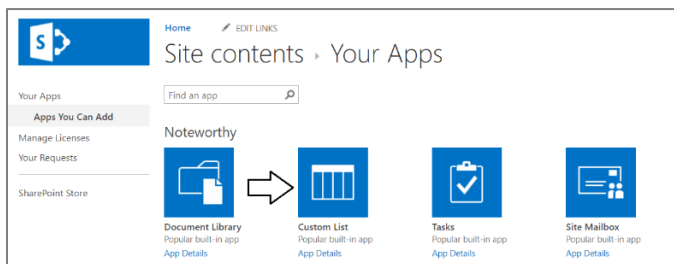 S
Home EDIT LINKS
Site contents › Your Apps
Your Apps
Apps You Can Add
Manage Licenses
Your Requests
SharePoint Store
Find an app
Noteworthy
Document Library
Popular built-in app
App Details
Custom List
Popular built-in app
App Details
Tasks
Popular built-in app
App Details
Site Mailbox
Popular built-in app
App Details